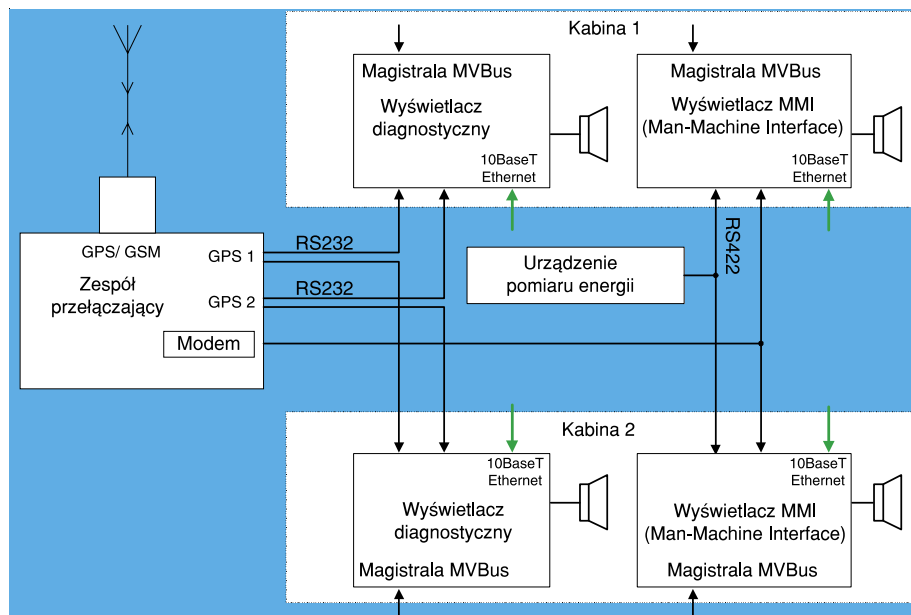 Kabina 1
Magistrala MVBus
Wyświetlacz
diagnostyczny
10BaseT
Ethernet
Magistrala MVBus
Wyświetlacz MMI
(Man-Machine Interface)
10BaseT
Ethernet
GPS/ GSM
GPS 1
Zespół
przełączający
GPS 2
Modem
RS232
RS232
RS422
Urządzenie
pomiaru energii
Kabina 2
10BaseT
Ethernet
Wyświetlacz
diagnostyczny
Magistrala MVBus
10BaseT
Ethernet
Wyświetlacz MMI
(Man-Machine Interface)
Magistrala MVBus